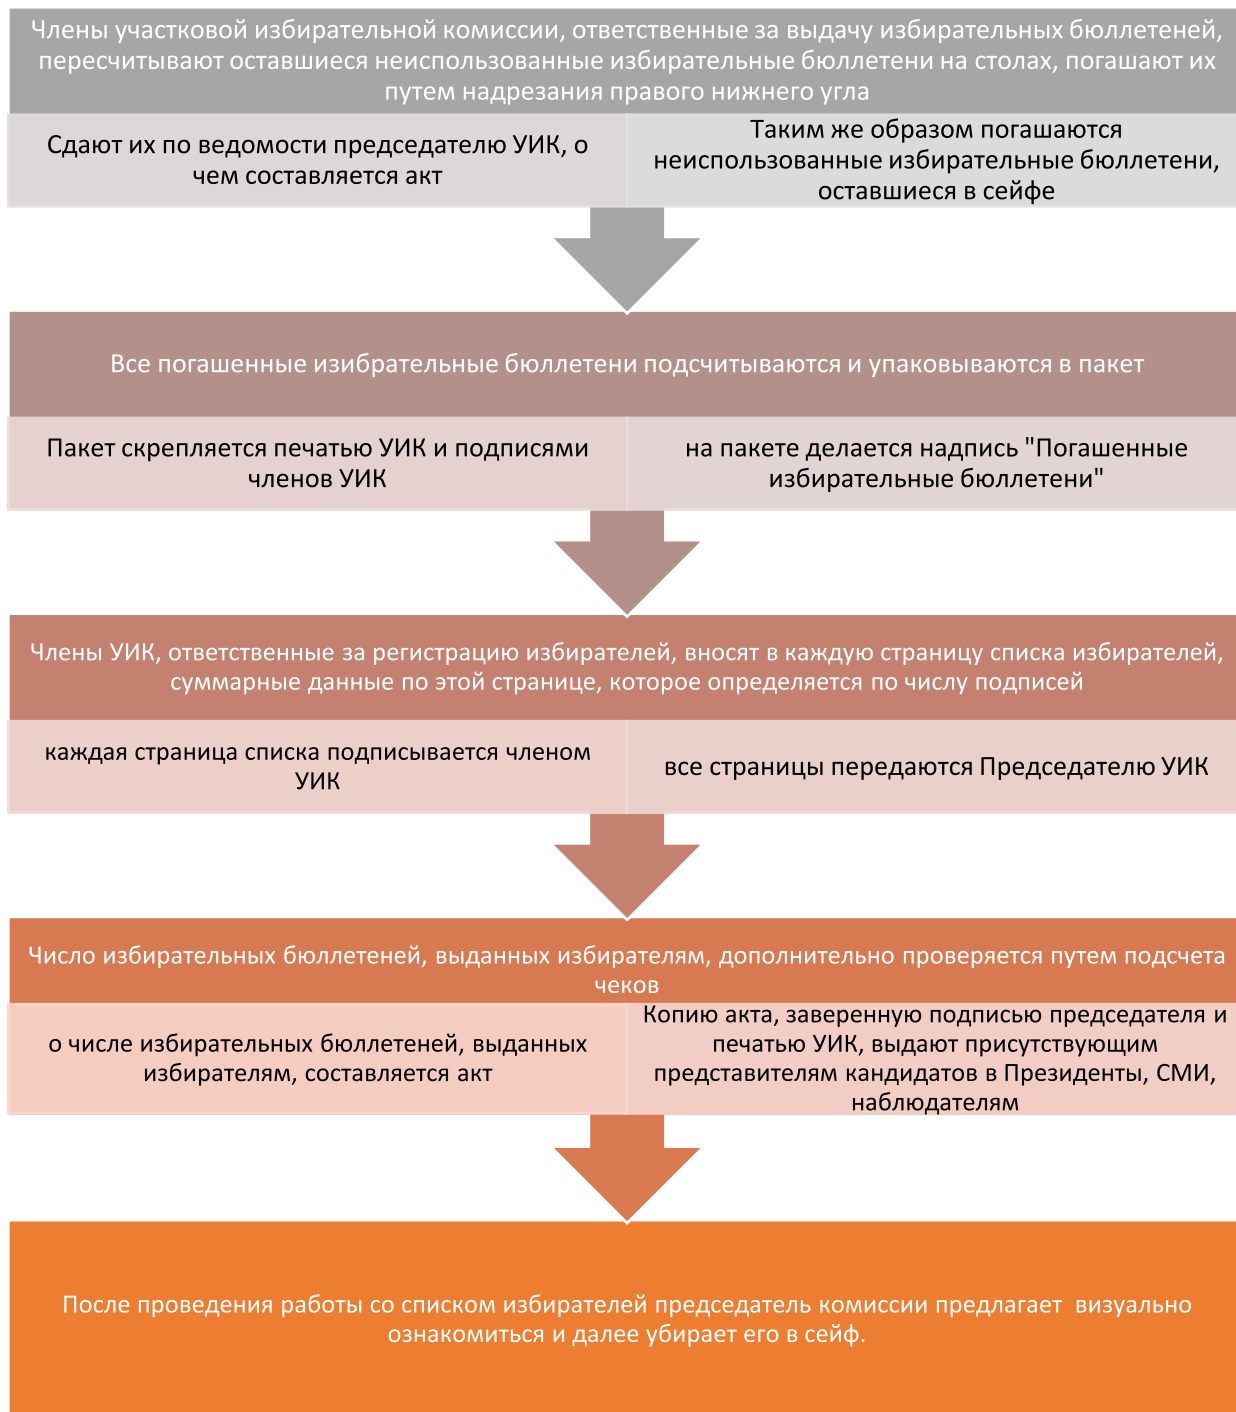 Члены участковой избирательной комиссии, ответственные за выдачу избирательных бюллетеней,
пересчитывают оставшиеся неиспользованные избирательные бюллетени на столах, погашают их
путем надрезания правого нижнего угла
Сдают их по ведомости председателю УИК, о
чем составляется акт
Таким же образом погашаются
неиспользованные избирательные бюллетени,
оставшиеся в сейфе
Все погашенные изибрательные бюллетени подсчитываются и упаковываются в пакет
Пакет скрепляется печатью УИК и подписями
членов УИК
на пакете делается надпись "Погашенные
избирательные бюллетени"
Члены УИК, ответственные за регистрацию избирателей, вносят в каждую страницу списка избирателей,
суммарные данные по этой странице, которое определяется по числу подписей
каждая страница списка подписывается членом
УИК
все страницы передаются Председателю УИК
Число избирательных бюллетеней, выданных избирателям, дополнительно проверяется путем подсчета
чеков
о числе избирательных бюллетеней, выданных
избирателям, составляется акт
Копию акта, заверенную подписью председателя и
печатью УИК, выдают присутствующим
представителям кандидатов в Президенты, СМИ,
наблюдателям
После проведения работы со списком избирателей председатель комиссии предлагает  визуально
ознакомиться и далее убирает его в сейф.